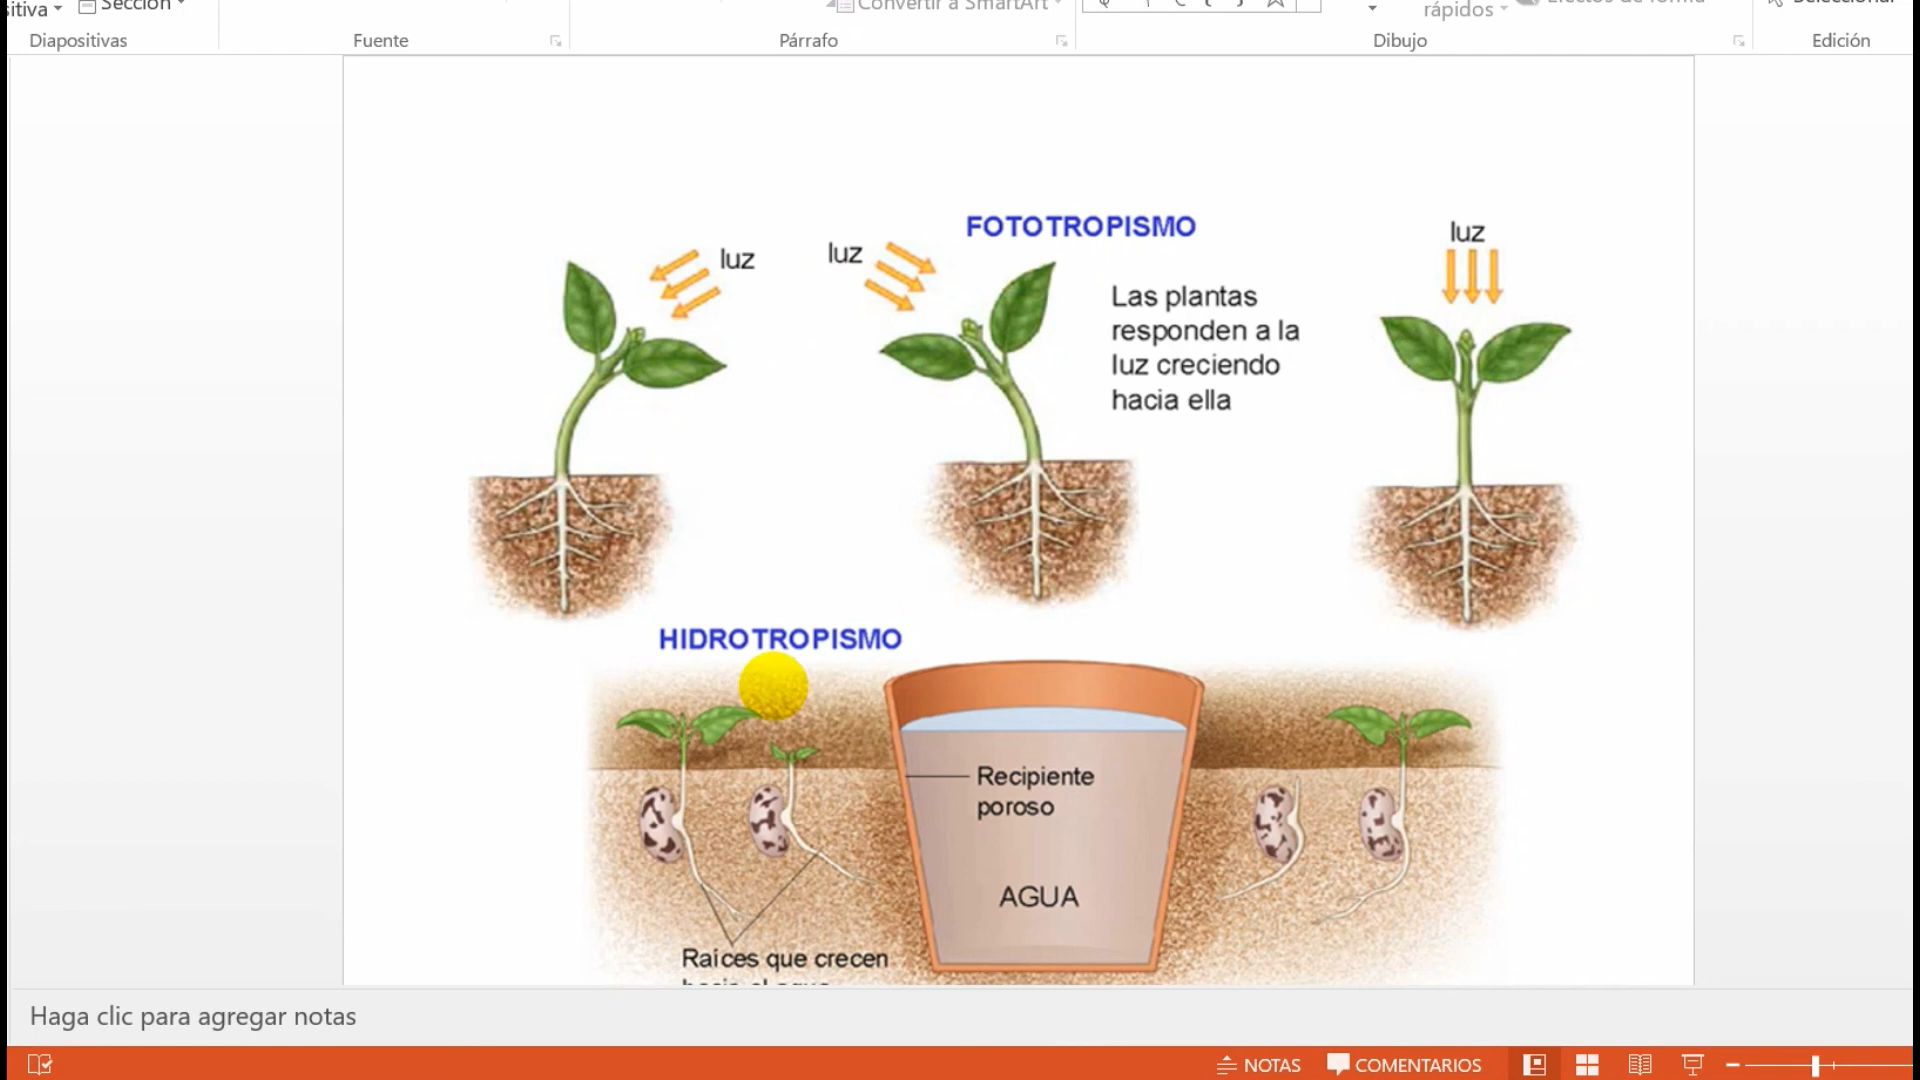 Sección
Convertir a SmartArt
rápidos
Diapositivas
Fuente
Párrafo
Dibujo
Edición
FOTOTROPISMO
luz
luz
luz
Las plantas
responden a la
luz creciendo
hacia ella
HIDROTROPISMO
Recipiente
poroso
AGUA
Raíces que crecen
Haga clic para agregar notas
NOTAS
COMENTARIOS